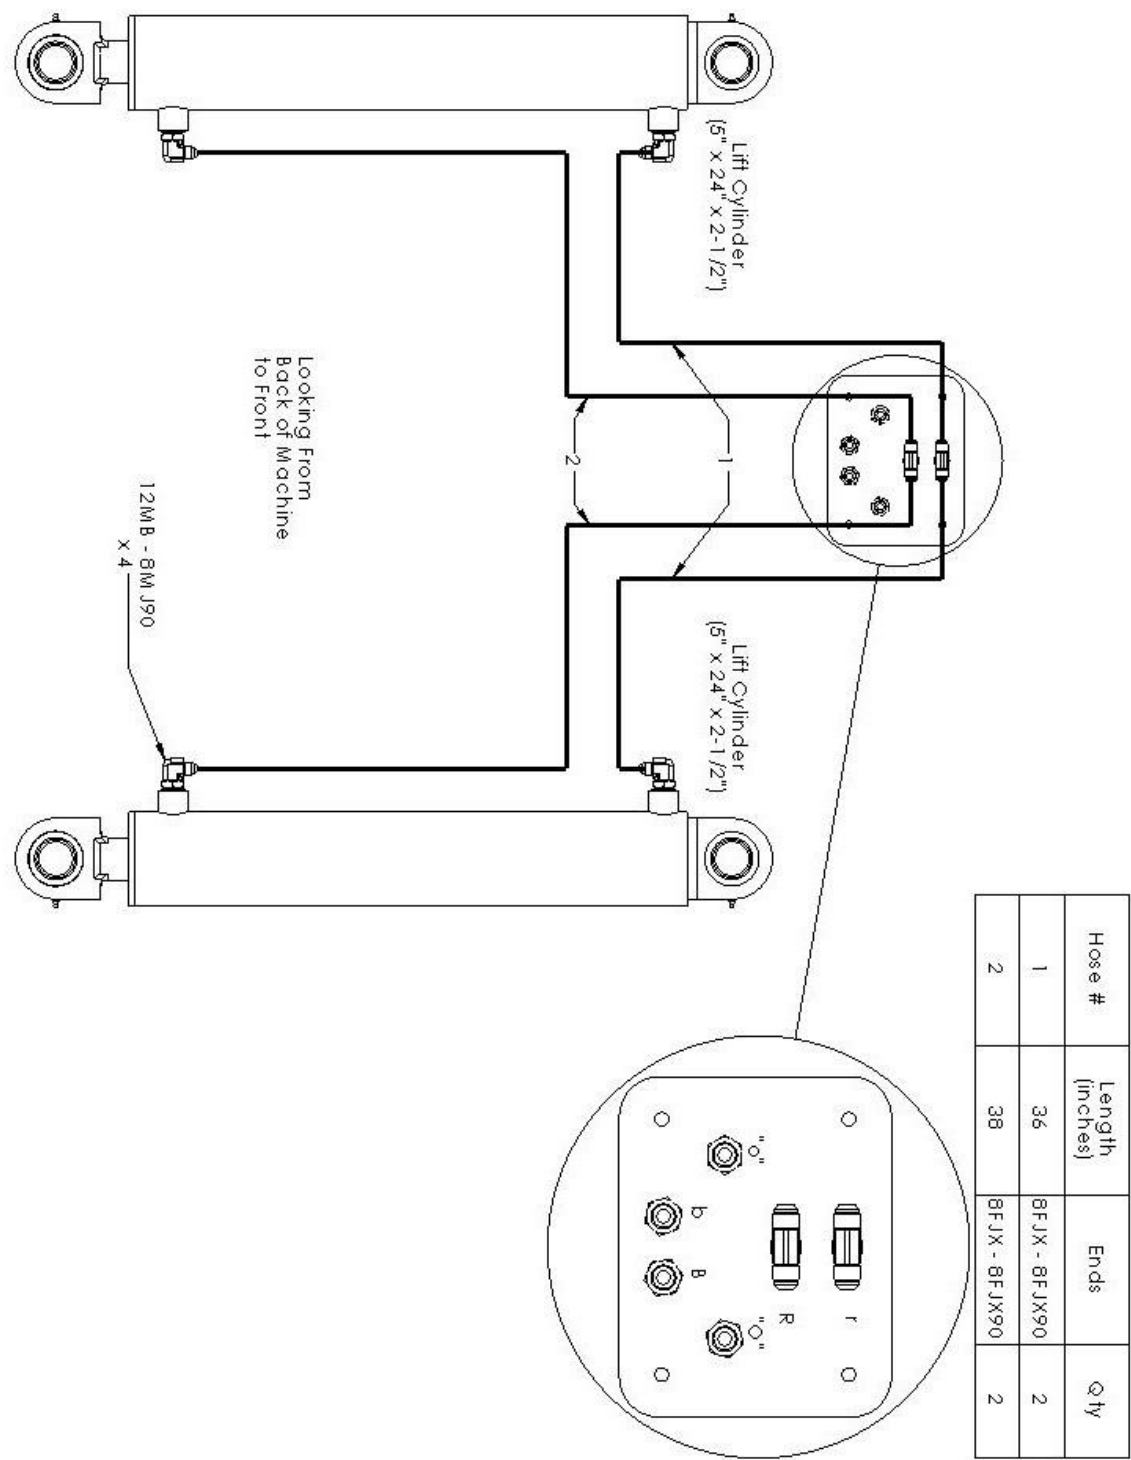 Hose #
Length
(inches)
Ends
Qty
1
36
8FJX - 8FJX90
2
2
38
8FJX - 8FJX90
2
Lift Cylinder
(5" x 24" x 2-1/2")
Lift Cylinder
(5" x 24" x 2-1/2")
1
2
Looking From
Back of Machine
to Front
12MB - 8MJ90
x 4
r
R
"O"
"O"
b
B